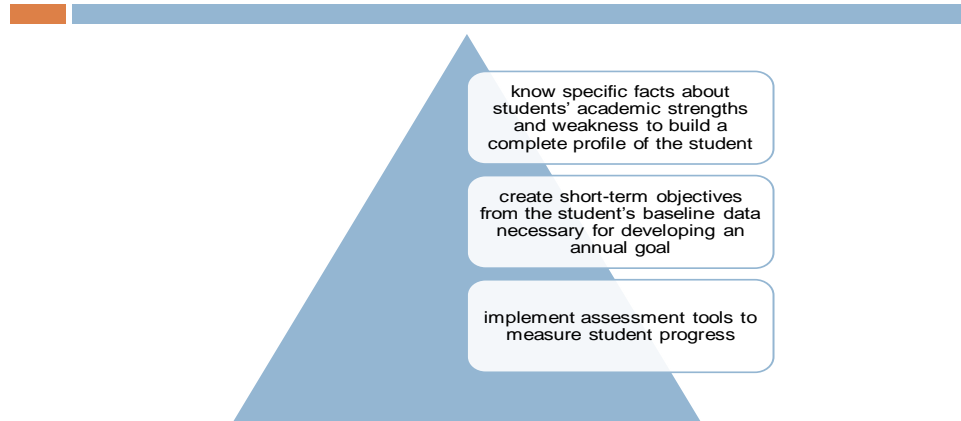 know specific facts about
students’ academic strengths
and weakness to build a
complete profile of the student
create short-term objectives
from the student’s baseline data
necessary for developing an
annual goal
implement assessment tools to
measure student progress